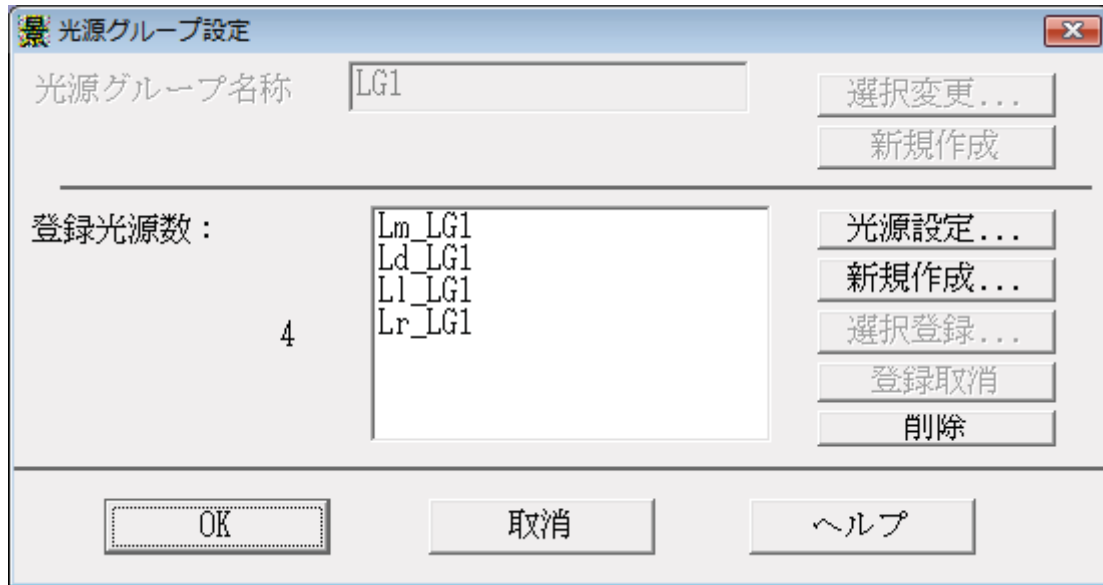 景 光源グループ設定
光源グループ名称 LG1 選択変更...
新規作成
登録光源数： 4
Lm_LG1
Ld_LG1
Ll_LG1
Lr_LG1
光源設定...
新規作成...
選択登録...
登録取消
削除
OK 取消 ヘルプ